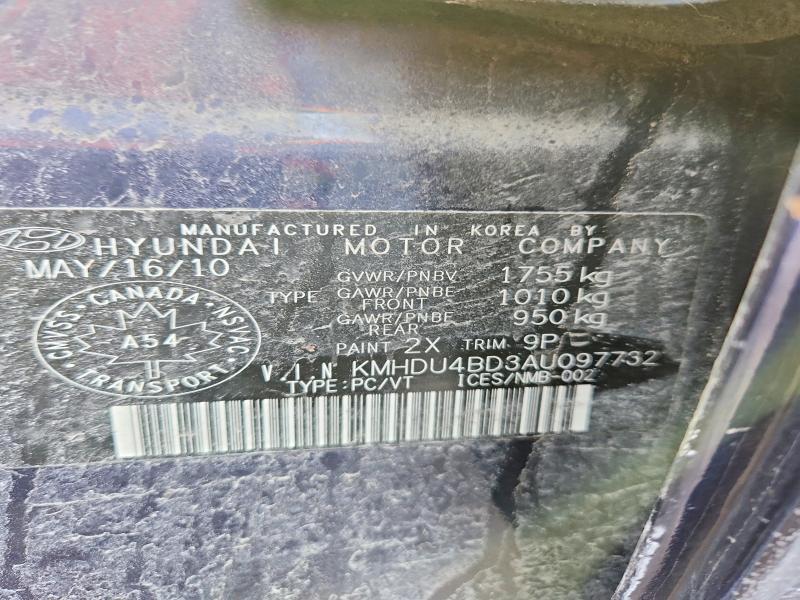 MANUFACTURED IN KOREA BY
HYUNDAI MOTOR COMPANY
MAY/16/10
GVWR/PNBV 1755 kg
TYPE GAWR/PNBE FRONT 1010 kg
GAWR/PNBE REAR 950 kg
PAINT 2X TRIM 9P
V I N KMHDU4BD3AU097732
TYPE:PC/VT ICES/NMB-002
CMVSS·CANADA·NSVAC
A54
TRANSPORT